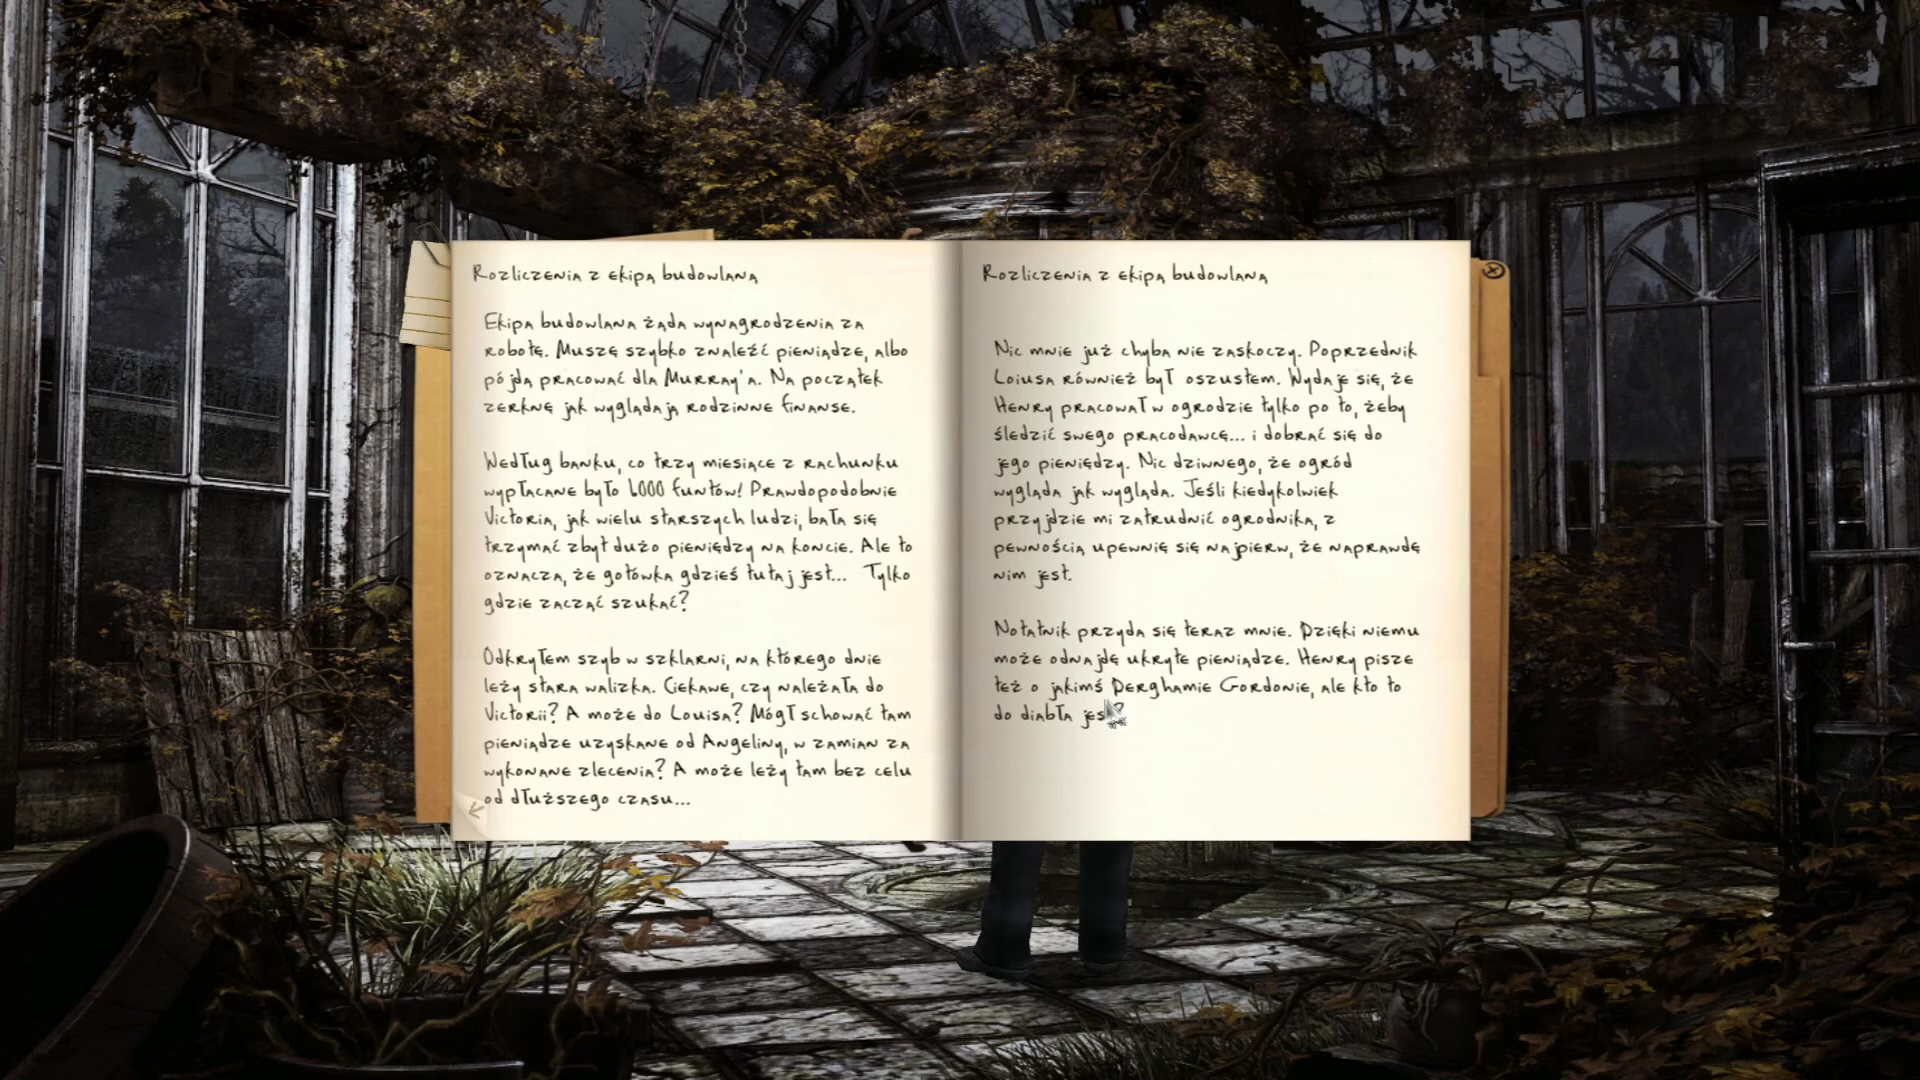 Rozliczenia z ekipą budowlaną
Ekipa budowlana żąda wynagrodzenia za
robotę. Muszę szybko znaleźć pieniądze, albo
pójdą pracować dla Murray'a. Na początek
zerknę jak wyglądają rodzinne finanse.
Według banku, co trzy miesiące z rachunku
wypłacane było 6000 funtów! Prawdopodobnie
Victoria, jak wielu starszych ludzi, bała się
trzymać zbyt dużo pieniędzy na koncie. Ale to
oznacza, że gotówka gdzieś tutaj jest... Tylko
gdzie zacząć szukać?
Odkryłem szyb w szklarni, na którego dnie
leży stara walizka. Ciekawe, czy należała do
Victorii? A może do Louisa? Mógł schować tam
pieniądze uzyskane od Angeliny, w zamian za
wykonane zlecenia? A może leży tam bez celu
od dłuższego czasu...
Rozliczenia z ekipą budowlaną
Nic mnie już chyba nie zaskoczy. Poprzednik
Loiusa również był oszustem. Wydaje się, że
Henry pracował w ogrodzie tylko po to, żeby
śledzić swego pracodawcę... i dobrać się do
jego pieniędzy. Nic dziwnego, że ogród
wygląda jak wygląda. Jeśli kiedykolwiek
przyjdzie mi zatrudnić ogrodnika, z
pewnością upewnię się najpierw, że naprawdę
nim jest.
Notatnik przyda się teraz mnie. Dzięki niemu
może odnajdę ukryte pieniądze. Henry pisze
też o jakimś Derghamie Gordonie, ale kto to
do diabła jest?